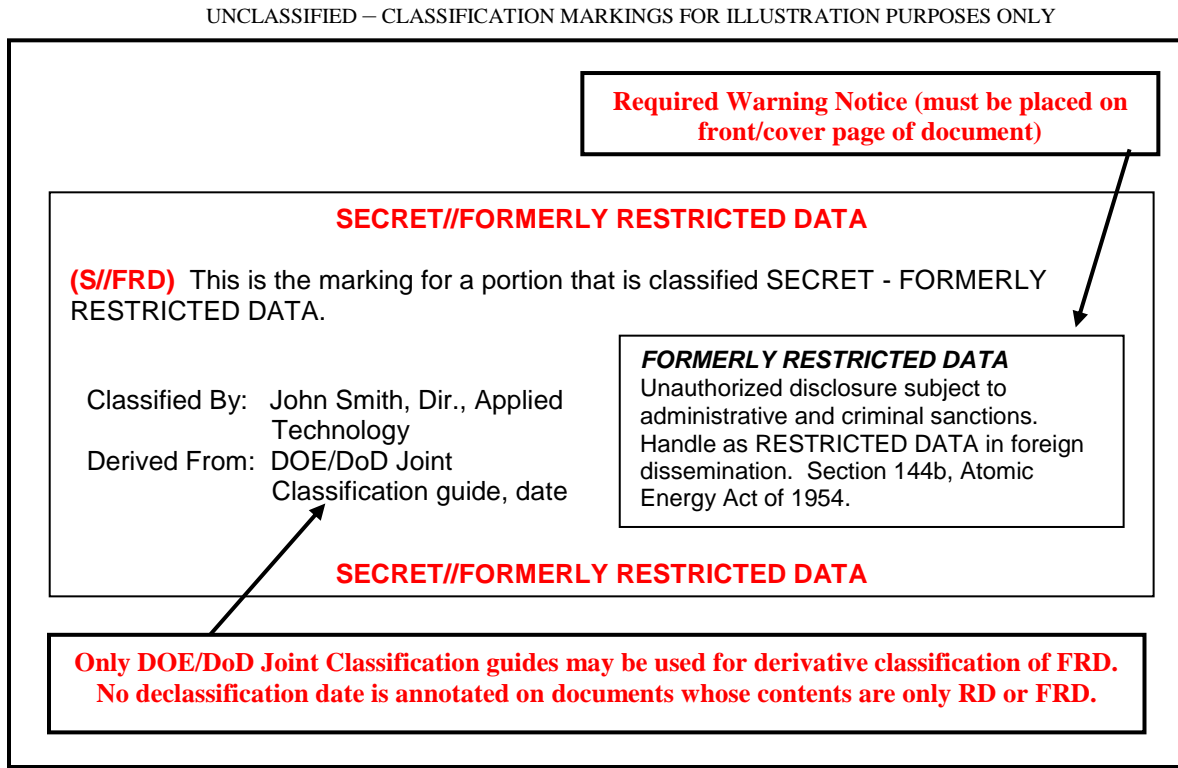 UNCLASSIFIED – CLASSIFICATION MARKINGS FOR ILLUSTRATION PURPOSES ONLY
Required Warning Notice (must be placed on
front/cover page of document)
SECRET//FORMERLY RESTRICTED DATA
(S//FRD) This is the marking for a portion that is classified SECRET - FORMERLY
RESTRICTED DATA.
Classified By: John Smith, Dir., Applied
Technology
Derived From: DOE/DoD Joint
Classification guide, date
FORMERLY RESTRICTED DATA
Unauthorized disclosure subject to
administrative and criminal sanctions.
Handle as RESTRICTED DATA in foreign
dissemination. Section 144b, Atomic
Energy Act of 1954.
SECRET//FORMERLY RESTRICTED DATA
Only DOE/DoD Joint Classification guides may be used for derivative classification of FRD.
No declassification date is annotated on documents whose contents are only RD or FRD.